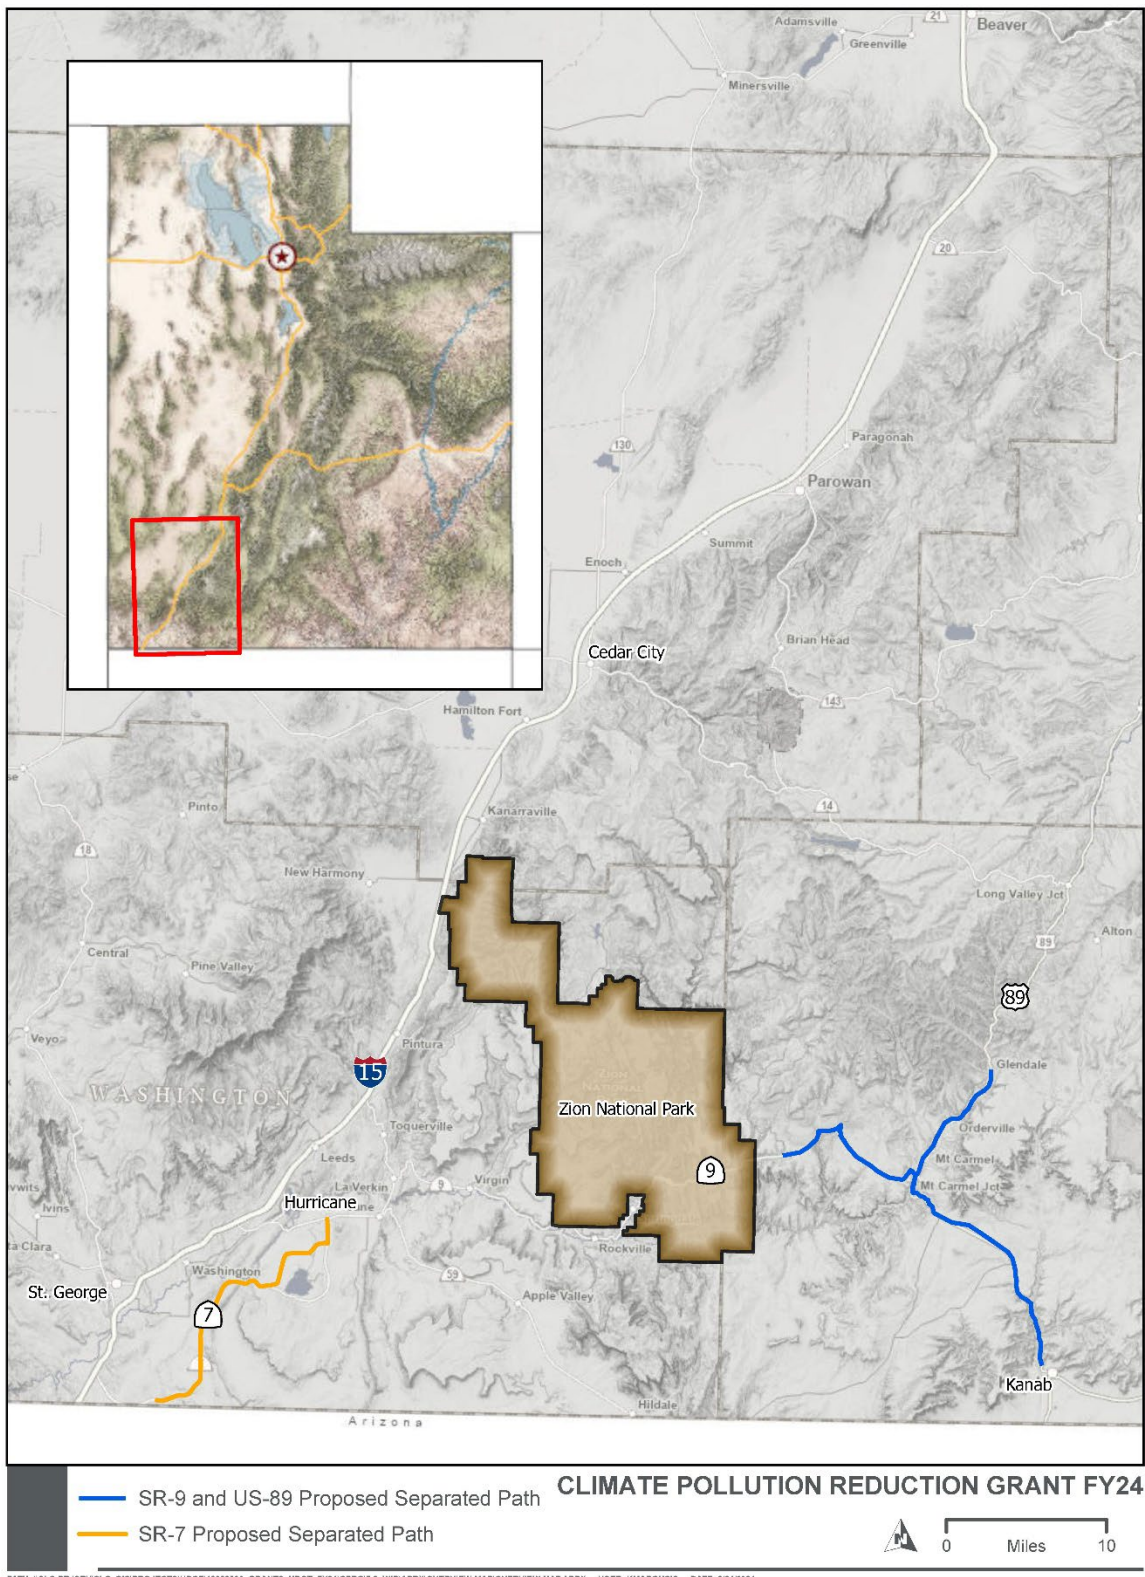 Adamsville
21
Beaver
Greenville
Minersville
20
130
Paragonah
Parowan
Summit
Enoch
Brian Head
Cedar City
143
Hamilton Fort
Kanarraville
Pinto
14
18
New Harmony
Long Valley Jct
Alton
89
Central
Pine Valley
89
Veyo
Pintura
15
Glendale
WASHINGTON
Zion National Park
Toquerville
Orderville
Leeds
Mt Carmel
9
LaVerkin
9
Virgin
Mt Carmel Jct
Hurricane
Ivins
Rockville
ta Clara
Washington
59
St. George
Apple Valley
7
Kanab
Hildale
Arizona
CLIMATE POLLUTION REDUCTION GRANT FY24
SR-9 and US-89 Proposed Separated Path
SR-7 Proposed Separated Path
0 Miles 10